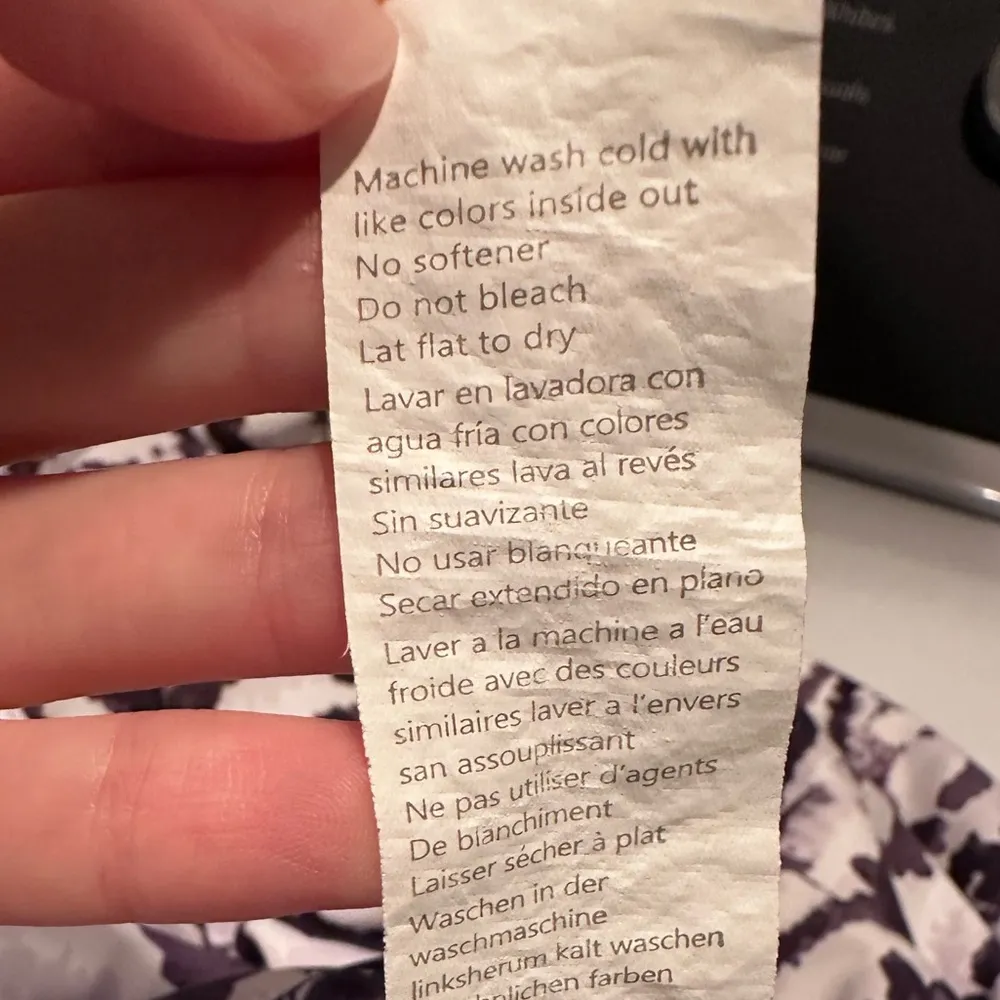 Machine wash cold with
like colors inside out
No softener
Do not bleach
Lat flat to dry
Lavar en lavadora con
agua fría con colores
similares lava al revés
Sin suavizante
No usar blanqueante
Secar extendido en plano
Laver a la machine a l'eau
froide avec des couleurs
similaires laver a l'envers
san assouplissant
Ne pas utiliser d'agents
De blanchiment
Laisser sécher à plat
Waschen in der
waschmaschine
linksherum kalt waschen
farben